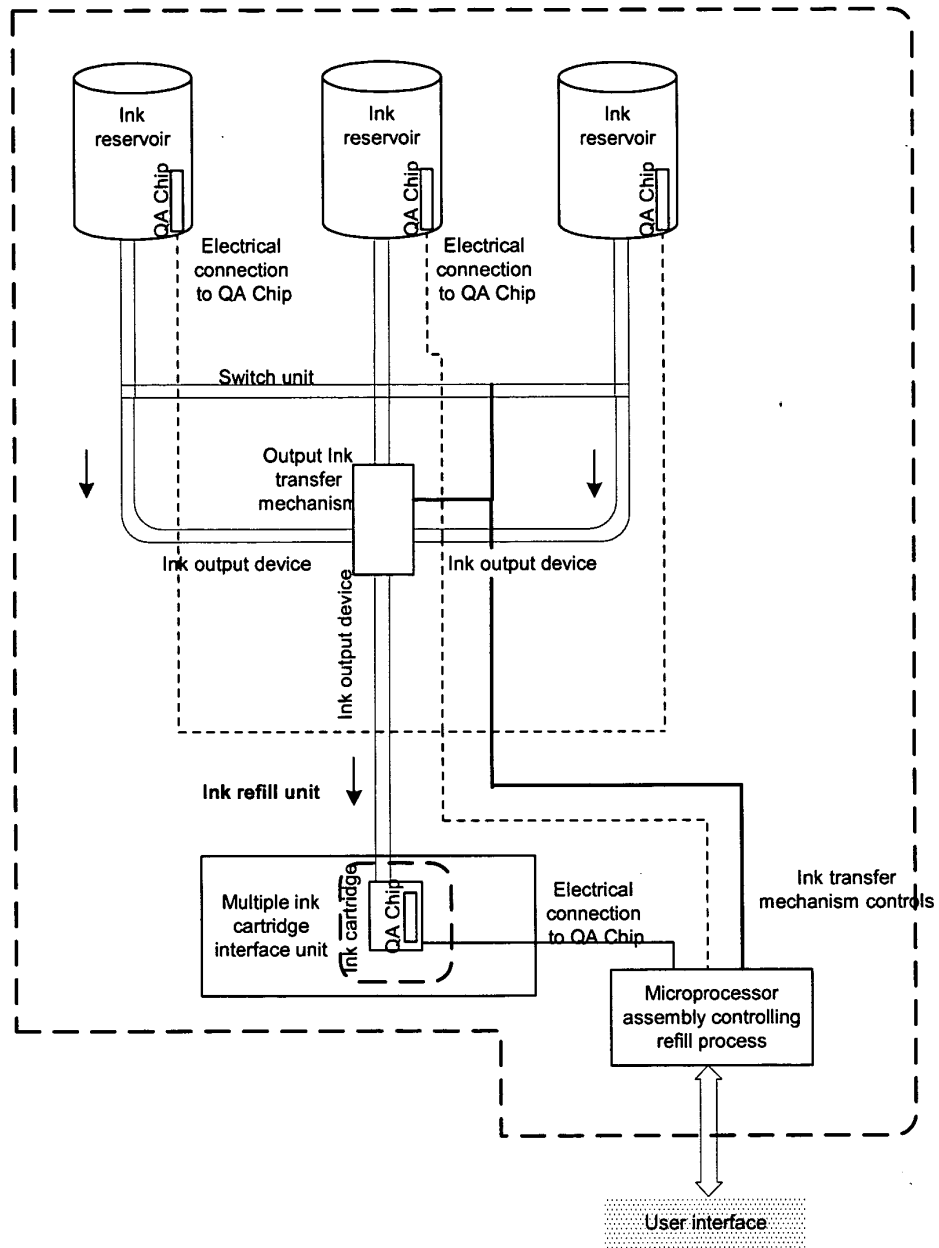 Ink
reservoir
QA Chip
Ink
reservoir
QA Chip
Ink
reservoir
QA Chip
Electrical
connection
to QA Chip
Electrical
connection
to QA Chip
Switch unit
Output Ink
transfer
mechanism
Ink output device
Ink output device
Ink output device
Ink refill unit
Multiple ink
cartridge
interface unit
Ink cartridge
QA Chip
Electrical
connection
to QA Chip
Ink transfer
mechanism controls
Microprocessor
assembly controlling
refill process
User interface